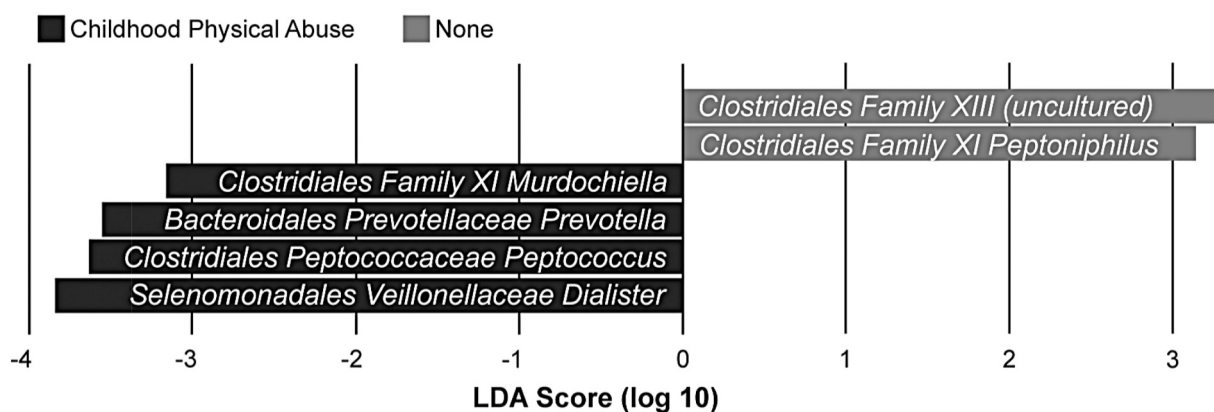 Childhood Physical Abuse None
Clostridiales Family XIII (uncultured)
Clostridiales Family XI Peptoniphilus
Clostridiales Family XI Murdochiella
Bacteroidales Prevotellaceae Prevotella
Clostridiales Peptococcaceae Peptococcus
Selenomonadales Veillonellaceae Dialister
-4 -3 -2 -1 0 1 2 3
LDA Score (log 10)